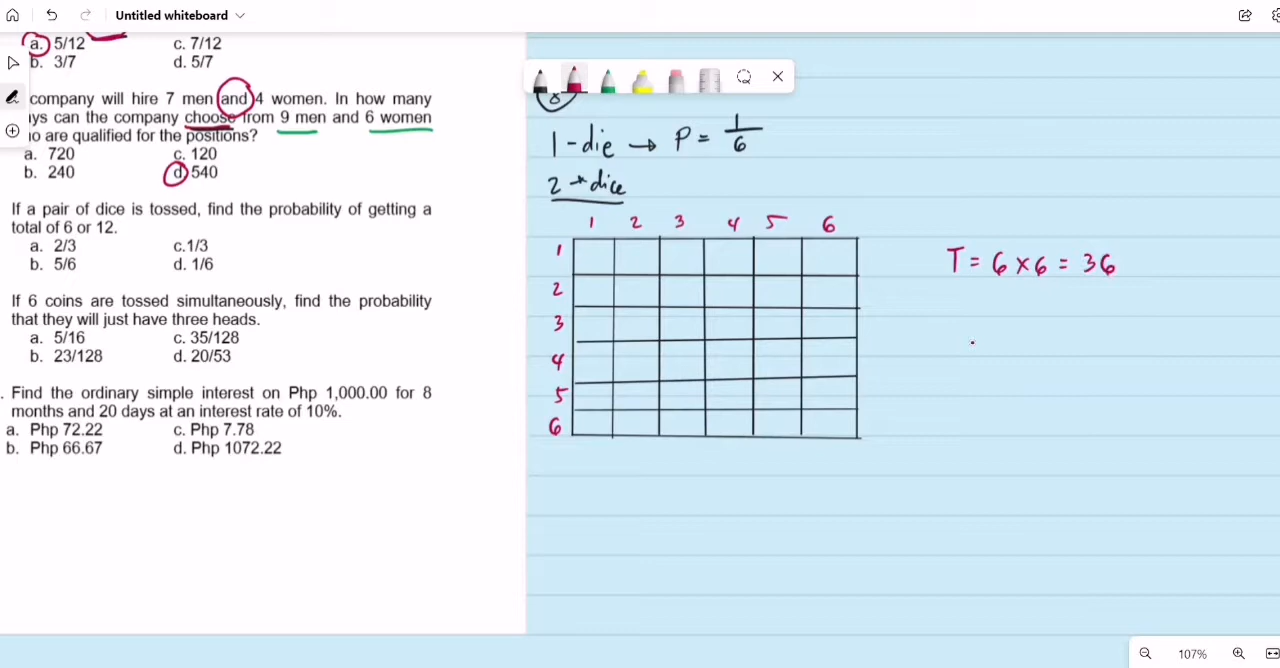 Untitled whiteboard
a. 5/12 c. 7/12
b. 3/7 d. 5/7
company will hire 7 men and 4 women. In how many
ys can the company choose from 9 men and 6 women
o are qualified for the positions?
a. 720 c. 120
b. 240 d. 540
If a pair of dice is tossed, find the probability of getting a
total of 6 or 12.
a. 2/3 c.1/3
b. 5/6 d. 1/6
If 6 coins are tossed simultaneously, find the probability
that they will just have three heads.
a. 5/16 c. 35/128
b. 23/128 d. 20/53
. Find the ordinary simple interest on Php 1,000.00 for 8
months and 20 days at an interest rate of 10%.
a. Php 72.22 c. Php 7.78
b. Php 66.67 d. Php 1072.22
1-die → P = 1/6
2 → dice
1 2 3 4 5 6
1
2
3
4
5
6
T = 6 x 6 = 36
107%